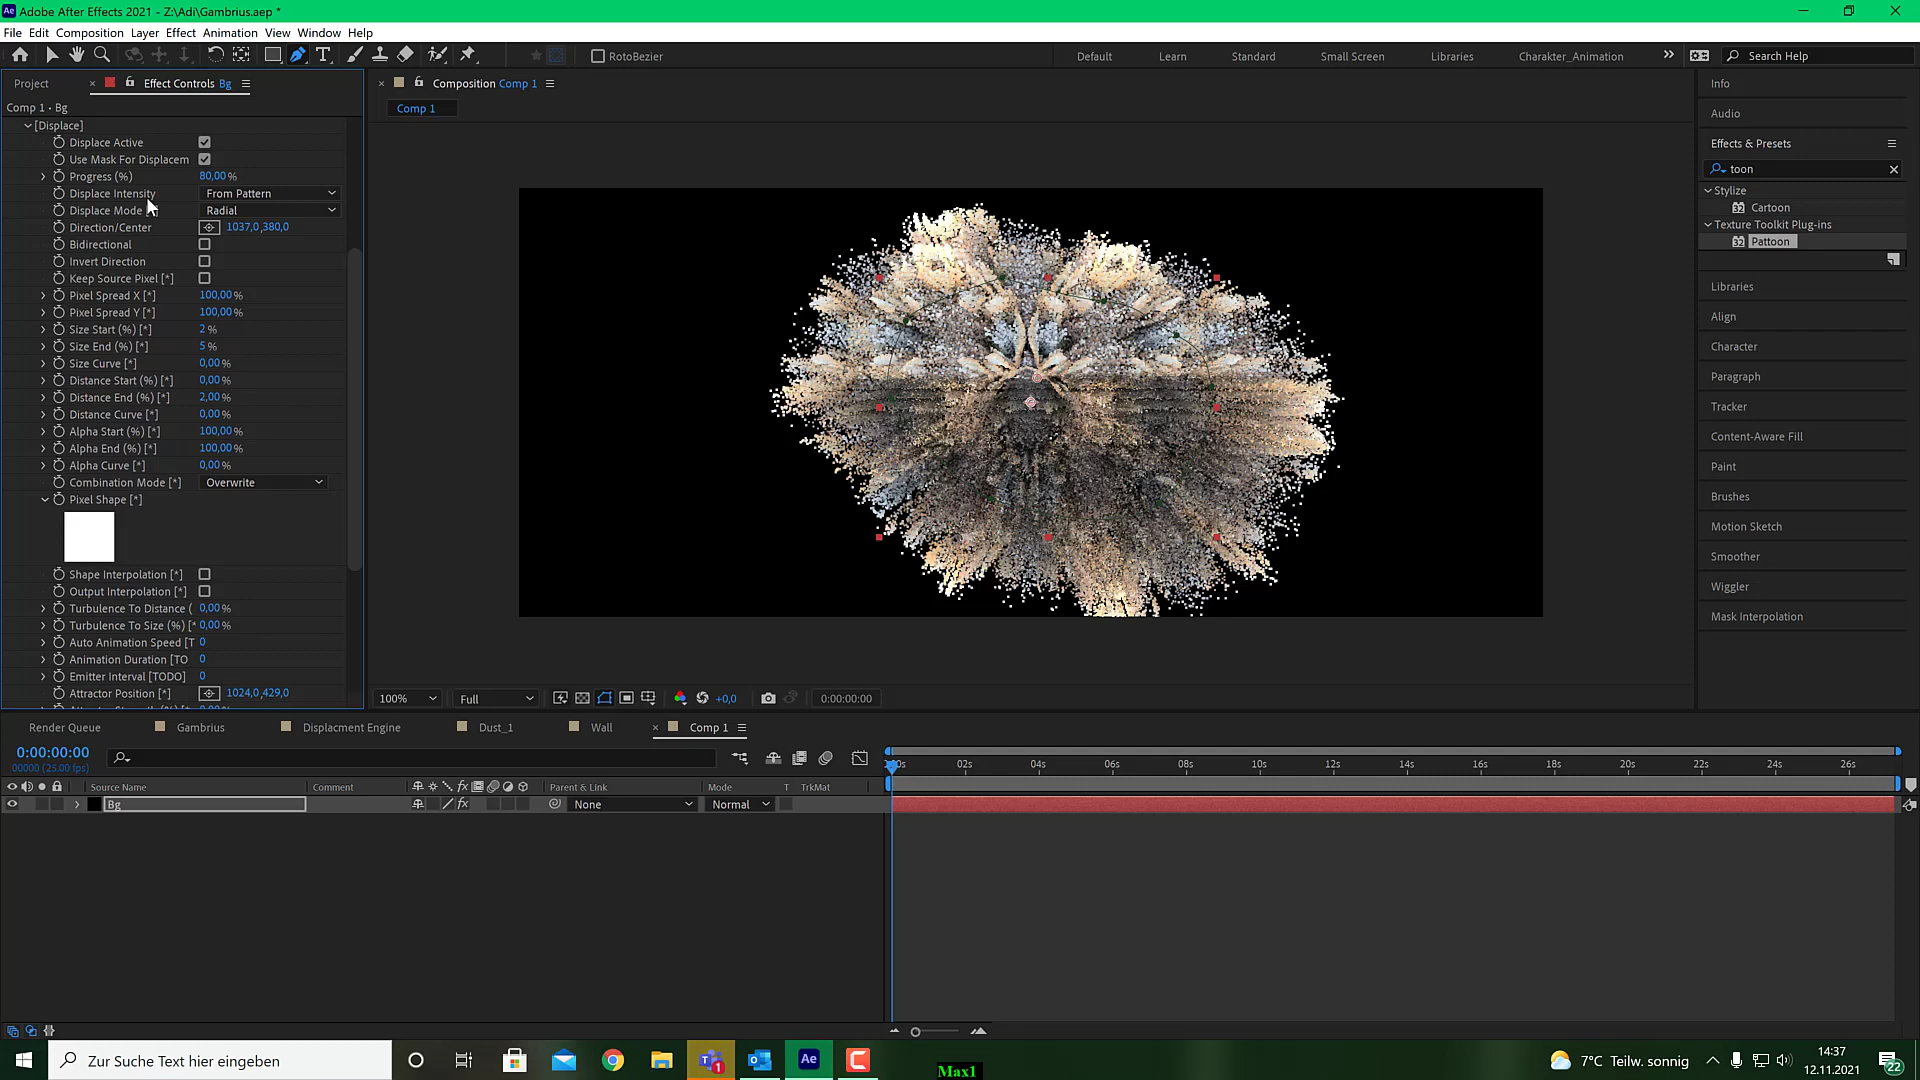 Adobe After Effects 2021 - Z:\Adi\Gambrius.aep *
File Edit Composition Layer Effect Animation View Window Help
RotoBezier
Default Learn Standard Small Screen Libraries Charakter_Animation » Search Help
Project × Effect Controls Bg
× Composition Comp 1
Comp 1 • Bg
Comp 1
[Displace]
Displace Active
Use Mask For Displacem
Progress (%) 80,00 %
Displace Intensity From Pattern
Displace Mode Radial
Direction/Center 1037,0,380,0
Bidirectional
Invert Direction
Keep Source Pixel [*]
Pixel Spread X [*] 100,00 %
Pixel Spread Y [*] 100,00 %
Size Start (%) [*] 2 %
Size End (%) [*] 5 %
Size Curve [*] 0,00 %
Distance Start (%) [*] 0,00 %
Distance End (%) [*] 2,00 %
Distance Curve [*] 0,00 %
Alpha Start (%) [*] 100,00 %
Alpha End (%) [*] 100,00 %
Alpha Curve [*] 0,00 %
Combination Mode [*] Overwrite
Pixel Shape [*]
Shape Interpolation [*]
Output Interpolation [*]
Turbulence To Distance ( 0,00 %
Turbulence To Size (%) [* 0,00 %
Auto Animation Speed [T 0
Animation Duration [TO 0
Emitter Interval [TODO] 0
Attractor Position [*] 1024,0,429,0
100% Full +0,0 0:00:00:00
Info
Audio
Effects & Presets
toon
Stylize
32 Cartoon
Texture Toolkit Plug-ins
32 Pattoon
Libraries
Align
Character
Paragraph
Tracker
Content-Aware Fill
Paint
Brushes
Motion Sketch
Smoother
Wiggler
Mask Interpolation
Render Queue Gambrius Displacment Engine Dust_1 Wall × Comp 1
0:00:00:00
00000 (25.00 fps)
02s 04s 06s 08s 10s 12s 14s 16s 18s 20s 22s 24s 26s
Source Name Comment fx Parent & Link Mode T TrkMat
Bg fx None Normal
Zur Suche Text hier eingeben
Ae
1
Max1
7°C Teilw. sonnig
14:37
12.11.2021
22